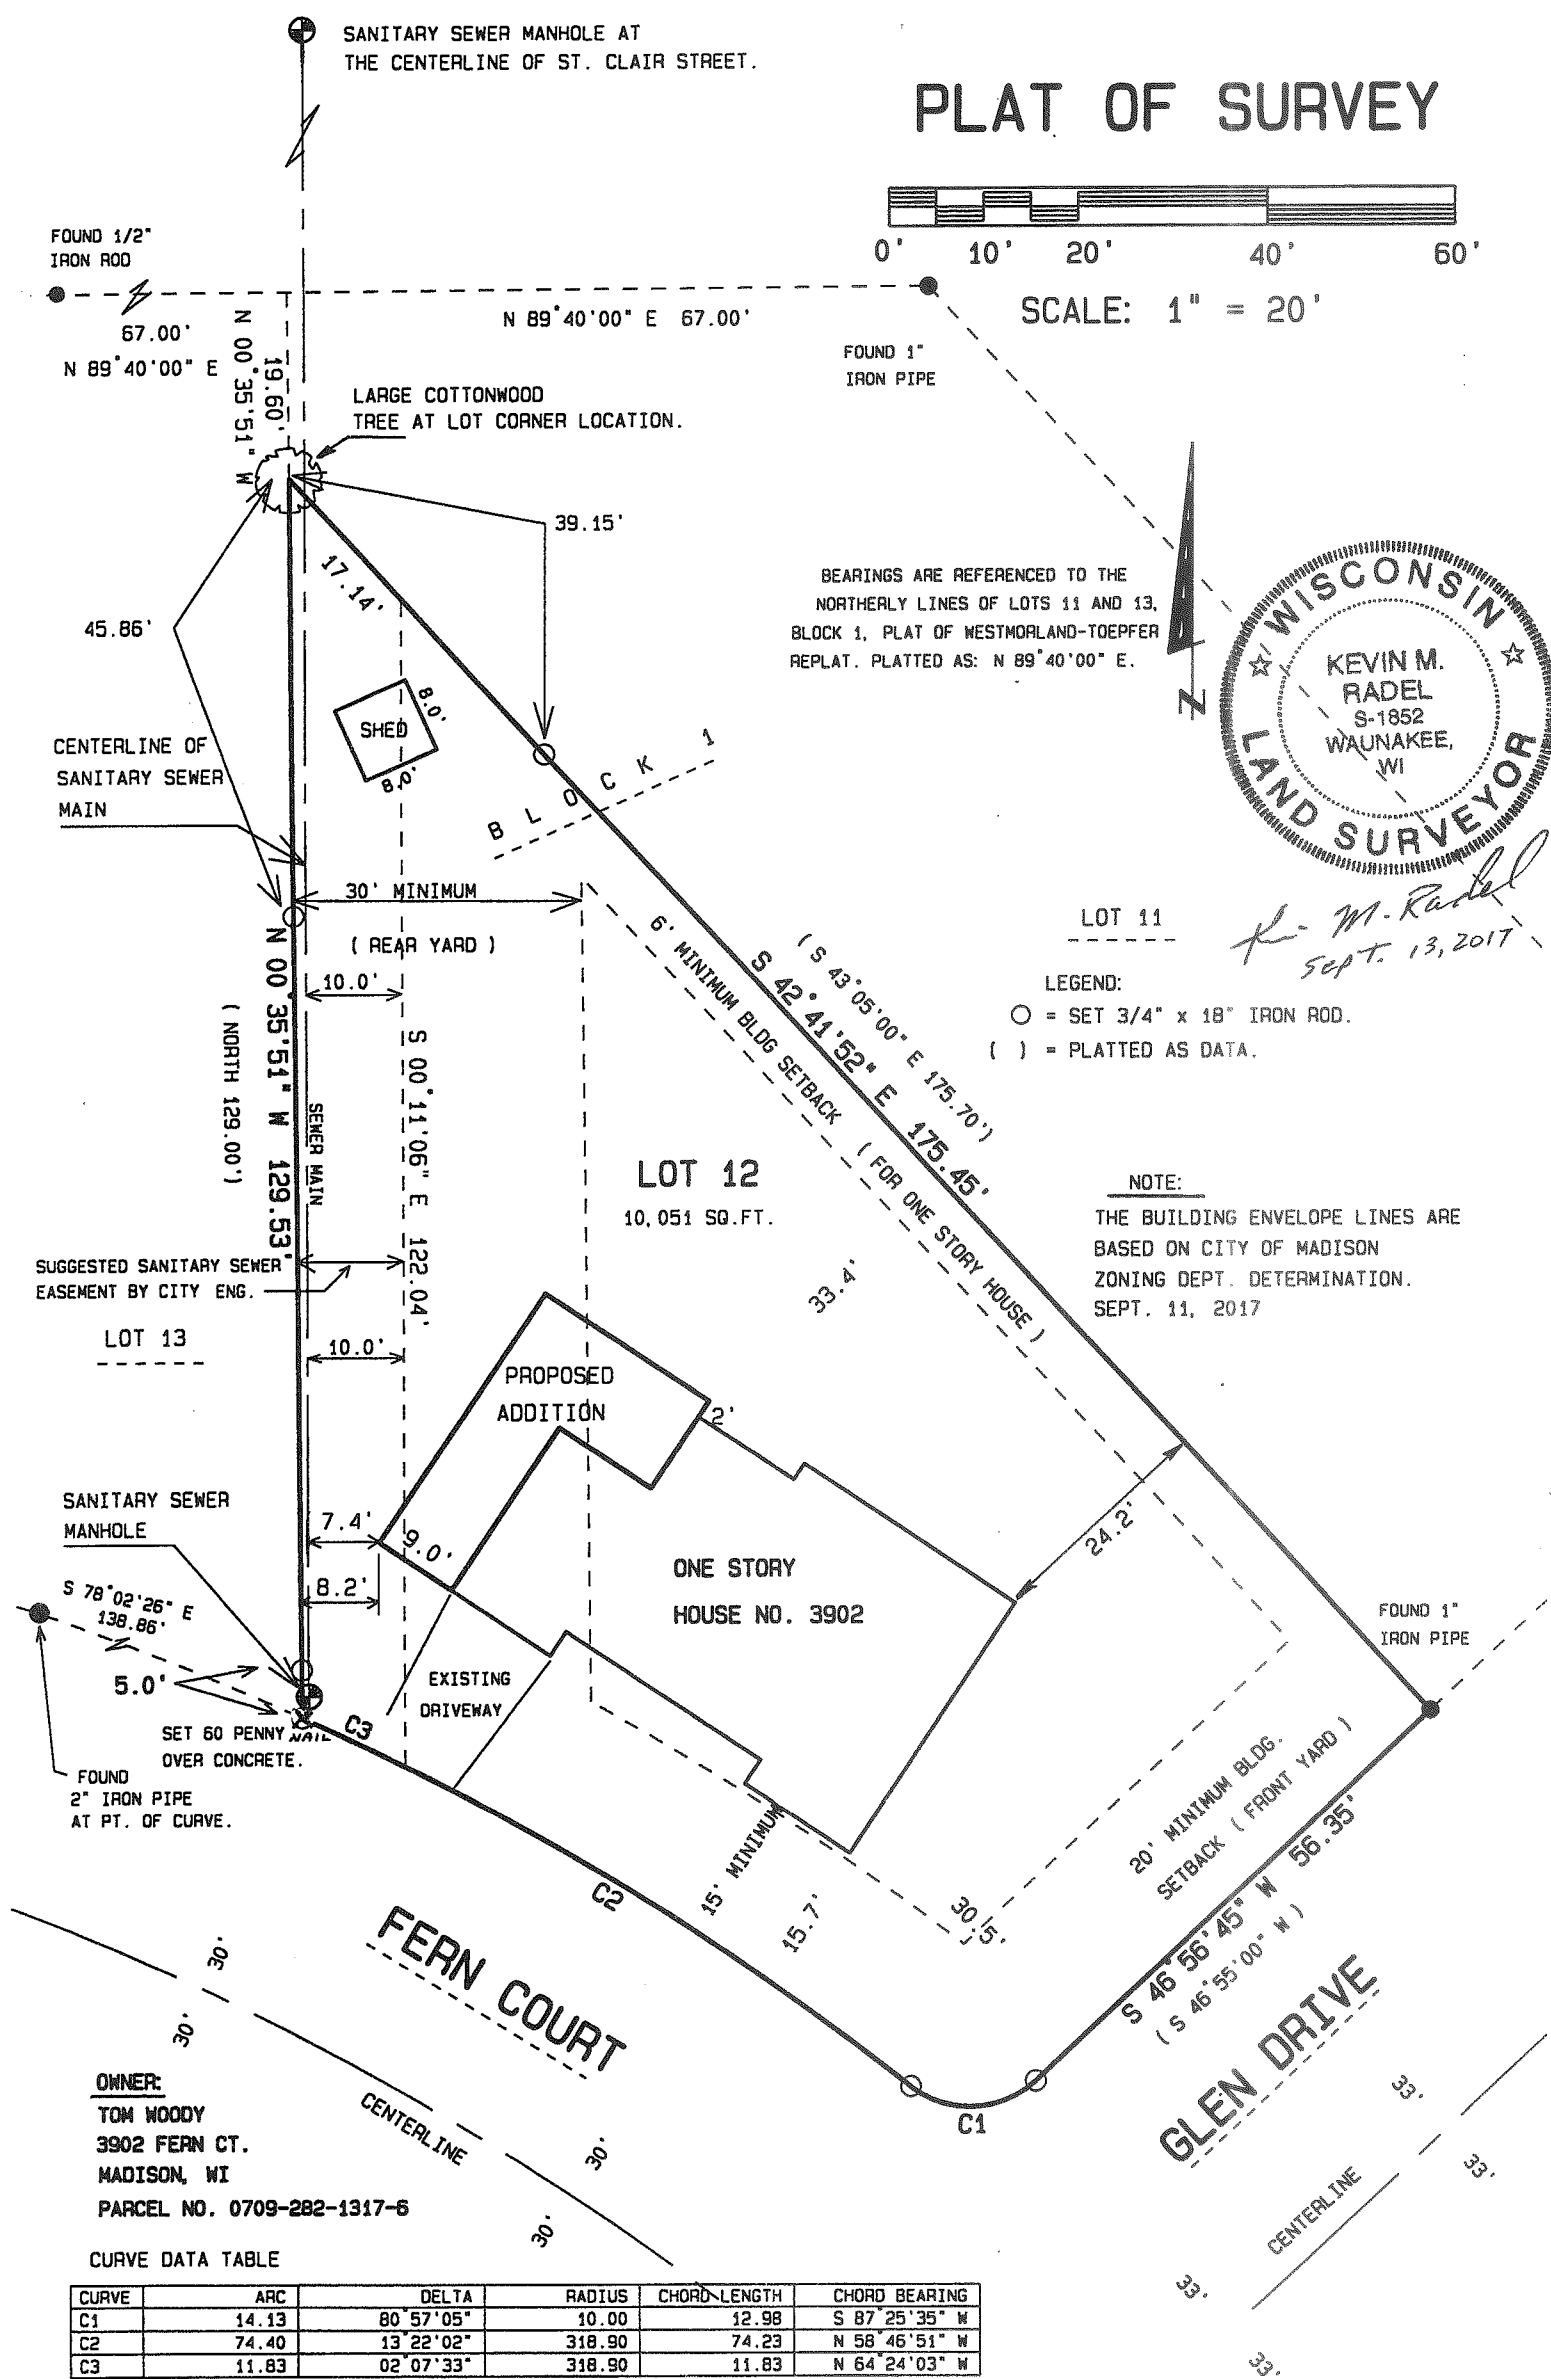 SANITARY SEWER MANHOLE AT
THE CENTERLINE OF ST. CLAIR STREET.
PLAT OF SURVEY
0' 10' 20' 40' 60'
SCALE: 1" = 20'
FOUND 1/2"
IRON ROD
67.00'
N 89°40'00" E
N 89°40'00" E 67.00'
N 00°35'51" W
19.60'
FOUND 1"
IRON PIPE
LARGE COTTONWOOD
TREE AT LOT CORNER LOCATION.
39.15'
17.14'
45.86'
BEARINGS ARE REFERENCED TO THE
NORTHERLY LINES OF LOTS 11 AND 13,
BLOCK 1, PLAT OF WESTMORLAND-TOEPFER
REPLAT. PLATTED AS: N 89°40'00" E.
N
WISCONSIN
KEVIN M.
RADEL
S-1852
WAUNAKEE,
WI
LAND SURVEYOR
K- M. Radel
Sept. 13, 2017
SHED
8.0'
8.0'
CENTERLINE OF
SANITARY SEWER
MAIN
BLOCK 1
30' MINIMUM
( REAR YARD )
10.0'
LOT 11
LEGEND:
O = SET 3/4" x 18" IRON ROD.
( ) = PLATTED AS DATA.
N 00°35'51" W 129.53'
( NORTH 129.00')
SEWER MAIN
S 00°11'06" E 122.04'
6' MINIMUM BLDG SETBACK ( FOR ONE STORY HOUSE )
S 42°41'52" E 175.45'
( S 43°05'00" E 175.70')
LOT 12
10,051 SQ.FT.
NOTE:
THE BUILDING ENVELOPE LINES ARE
BASED ON CITY OF MADISON
ZONING DEPT. DETERMINATION.
SEPT. 11, 2017
SUGGESTED SANITARY SEWER
EASEMENT BY CITY ENG.
33.4'
LOT 13
10.0'
PROPOSED
ADDITION
2'
SANITARY SEWER
MANHOLE
7.4'
9.0'
8.2'
24.2'
ONE STORY
HOUSE NO. 3902
FOUND 1"
IRON PIPE
S 78°02'26" E
138.86'
5.0'
EXISTING
DRIVEWAY
C3
SET 60 PENNY NAIL
OVER CONCRETE.
FOUND
2" IRON PIPE
AT PT. OF CURVE.
20' MINIMUM BLDG.
SETBACK ( FRONT YARD )
15' MINIMUM
15.7'
30.5'
C2
S 46°56'45" W 56.35'
( S 46°55'00" W )
FERN COURT
30'
30'
C1
GLEN DRIVE
33'
33'
OWNER:
TOM WOODY
3902 FERN CT.
MADISON, WI
PARCEL NO. 0709-282-1317-6
CENTERLINE
30'
30'
CENTERLINE
33'
33'
CURVE DATA TABLE
CURVE ARC DELTA RADIUS CHORD LENGTH CHORD BEARING
C1 14.13 80°57'05" 10.00 12.98 S 87°25'35" W
C2 74.40 13°22'02" 318.90 74.23 N 58°46'51" W
C3 11.83 02°07'33" 318.90 11.83 N 64°24'03" W